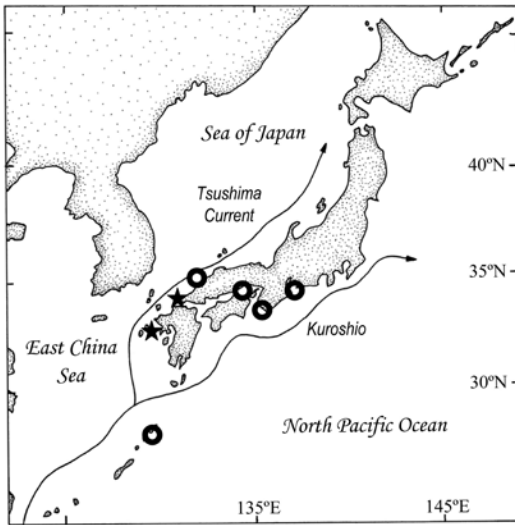 Sea of Japan
40ºN
Tsushima
Current
35ºN
Kuroshio
East China
Sea
30ºN
North Pacific Ocean
135ºE
145ºE